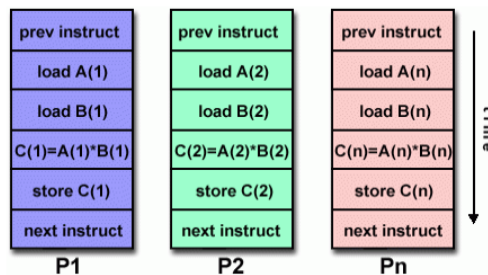 prev instruct
load A(1)
load B(1)
C(1)=A(1)*B(1)
store C(1)
next instruct
P1
prev instruct
load A(2)
load B(2)
C(2)=A(2)*B(2)
store C(2)
next instruct
P2
prev instruct
load A(n)
load B(n)
C(n)=A(n)*B(n)
store C(n)
next instruct
Pn